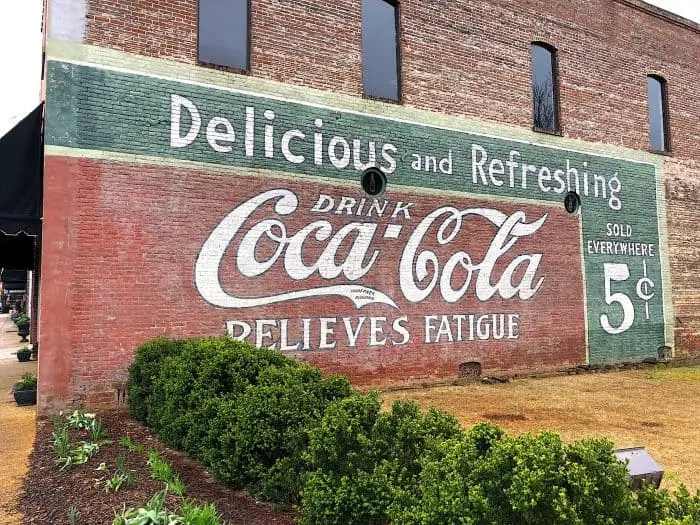 Delicious and Refreshing
DRINK
Coca-Cola
RELIEVES FATIGUE
SOLD
EVERYWHERE
5¢